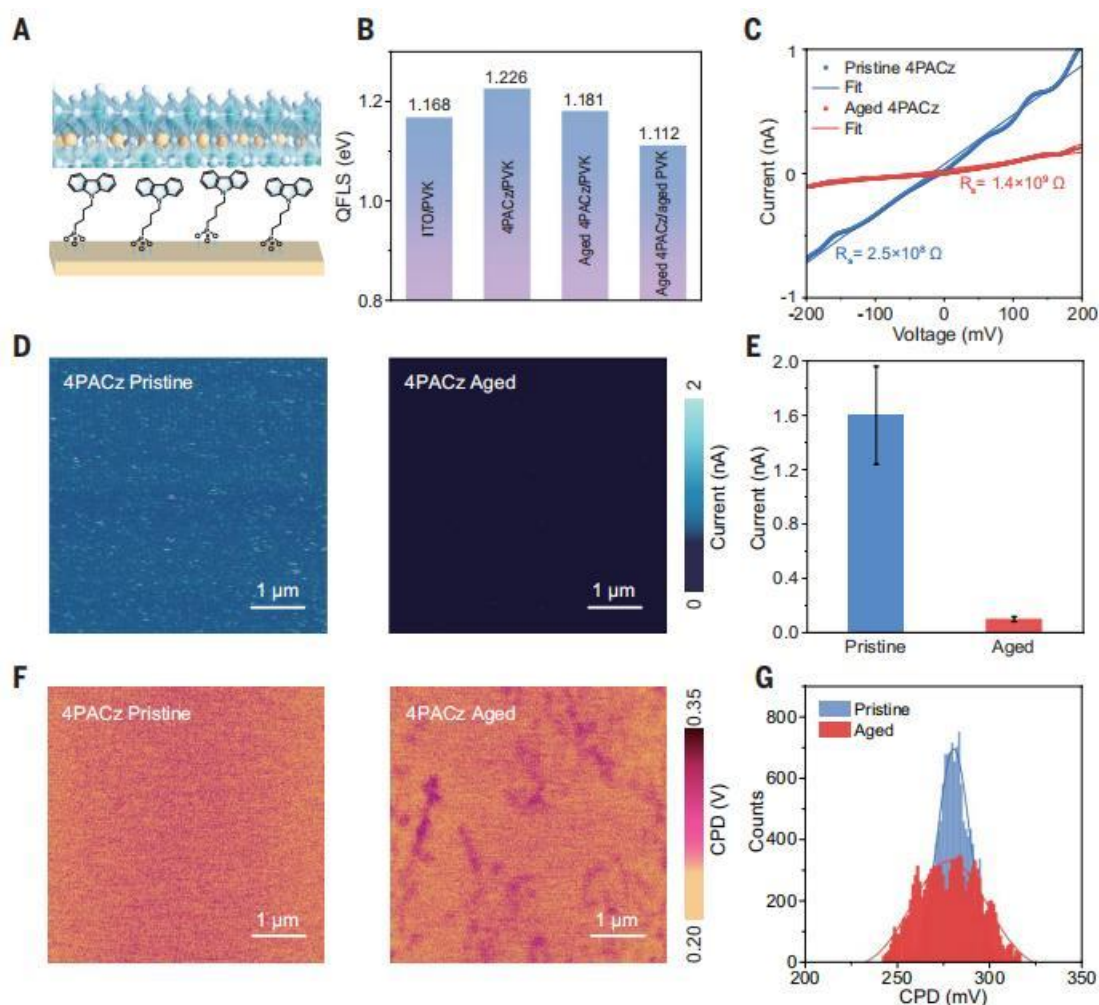 A
B
QFLS (eV)
1.2
1.0
0.8
1.168
1.226
1.181
1.112
ITO/PVK
4PACz/PVK
Aged 4PACz/PVK
Aged 4PACz/aged PVK
C
Current (nA)
1
0
-1
Pristine 4PACz
Fit
Aged 4PACz
Fit
Rs= 1.4×10⁹ Ω
Rs= 2.5×10⁸ Ω
-200 -100 0 100 200
Voltage (mV)
D
4PACz Pristine
1 µm
4PACz Aged
1 µm
2
0
Current (nA)
E
Current (nA)
2.0
1.6
1.2
0.8
0.4
0.0
Pristine Aged
F
4PACz Pristine
1 µm
4PACz Aged
1 µm
0.35
0.20
CPD (V)
G
Counts
800
600
400
200
0
Pristine
Aged
200 250 300 350
CPD (mV)